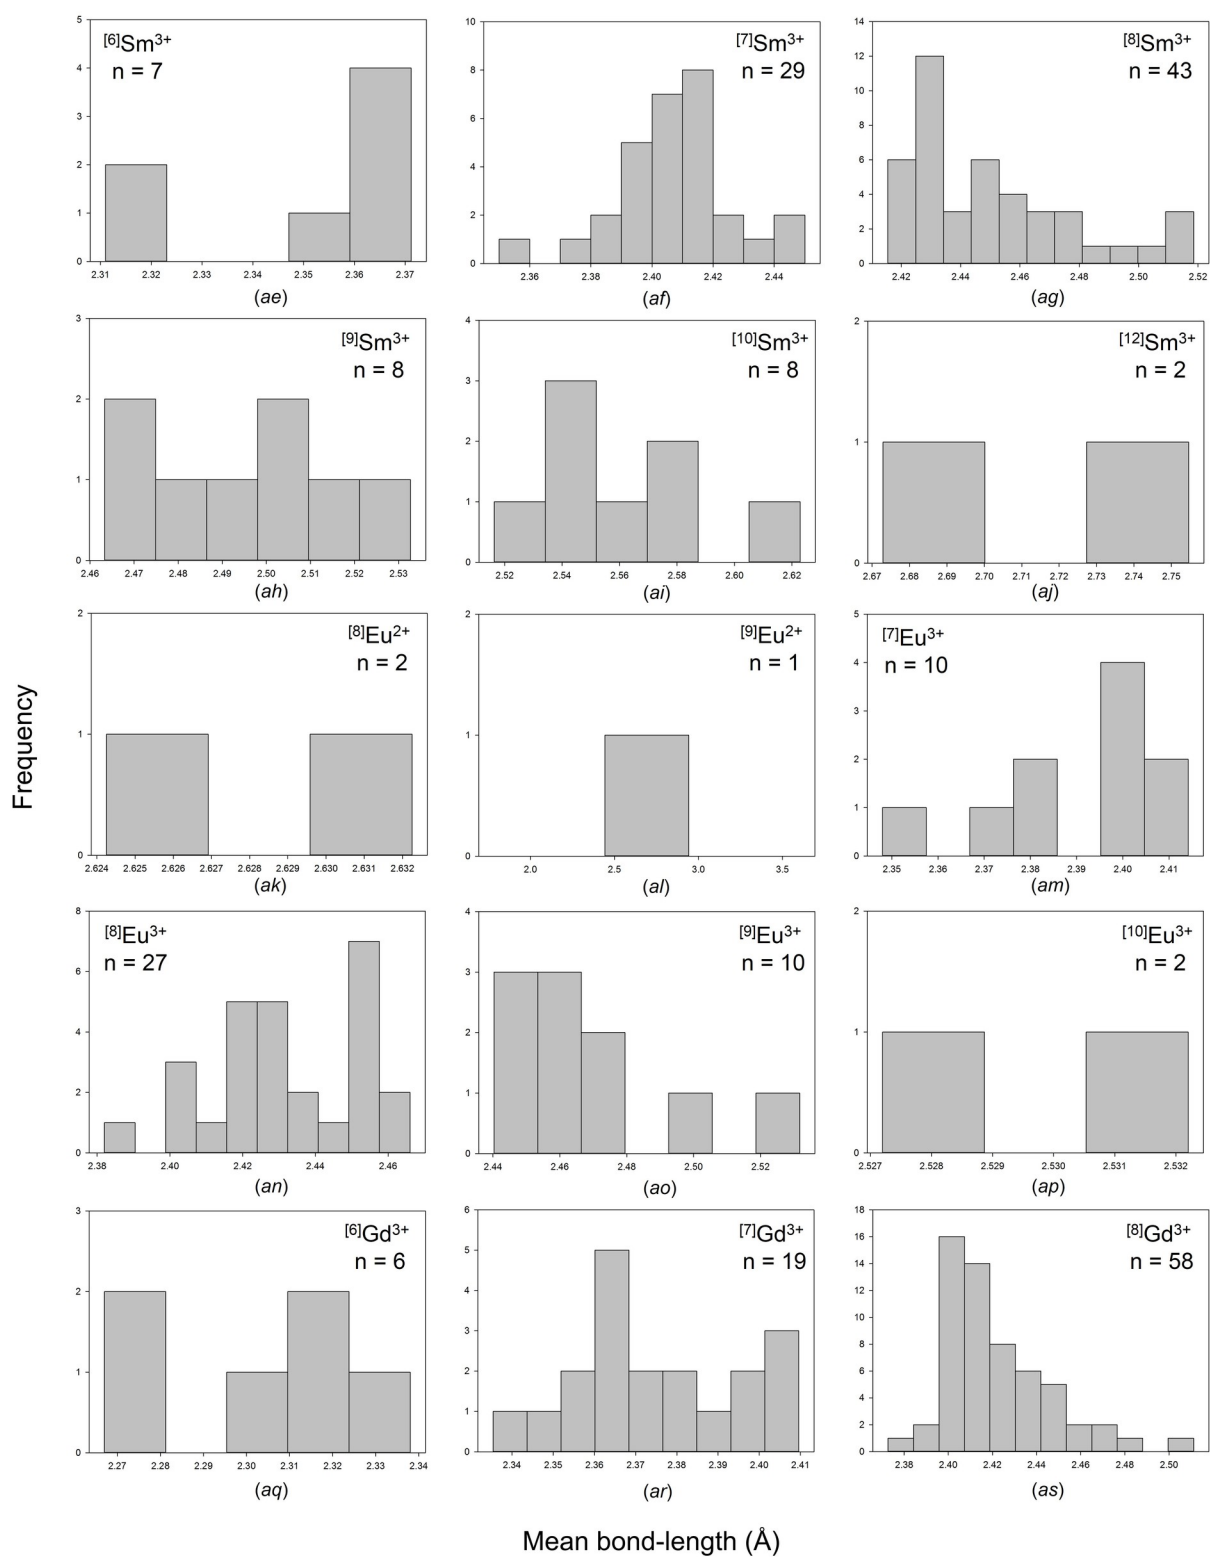 [6]Sm3+
n = 7
5
4
3
2
1
0
2.31 2.32 2.33 2.34 2.35 2.36 2.37
(ae)
[7]Sm3+
n = 29
10
8
6
4
2
0
2.36 2.38 2.40 2.42 2.44
(af)
[8]Sm3+
n = 43
14
12
10
8
6
4
2
0
2.42 2.44 2.46 2.48 2.50 2.52
(ag)
[9]Sm3+
n = 8
3
2
1
0
2.46 2.47 2.48 2.49 2.50 2.51 2.52 2.53
(ah)
[10]Sm3+
n = 8
4
3
2
1
0
2.52 2.54 2.56 2.58 2.60 2.62
(ai)
[12]Sm3+
n = 2
2
1
0
2.67 2.68 2.69 2.70 2.71 2.72 2.73 2.74 2.75
(aj)
Frequency
[8]Eu2+
n = 2
2
1
0
2.624 2.625 2.626 2.627 2.628 2.629 2.630 2.631 2.632
(ak)
[9]Eu2+
n = 1
2
1
0
2.0 2.5 3.0 3.5
(al)
[7]Eu3+
n = 10
5
4
3
2
1
0
2.35 2.36 2.37 2.38 2.39 2.40 2.41
(am)
[8]Eu3+
n = 27
8
6
4
2
0
2.38 2.40 2.42 2.44 2.46
(an)
[9]Eu3+
n = 10
4
3
2
1
0
2.44 2.46 2.48 2.50 2.52
(ao)
[10]Eu3+
n = 2
2
1
0
2.527 2.528 2.529 2.530 2.531 2.532
(ap)
[6]Gd3+
n = 6
3
2
1
0
2.27 2.28 2.29 2.30 2.31 2.32 2.33 2.34
(aq)
[7]Gd3+
n = 19
6
5
4
3
2
1
0
2.34 2.35 2.36 2.37 2.38 2.39 2.40 2.41
(ar)
[8]Gd3+
n = 58
18
16
14
12
10
8
6
4
2
0
2.38 2.40 2.42 2.44 2.46 2.48 2.50
(as)
Mean bond-length (Å)